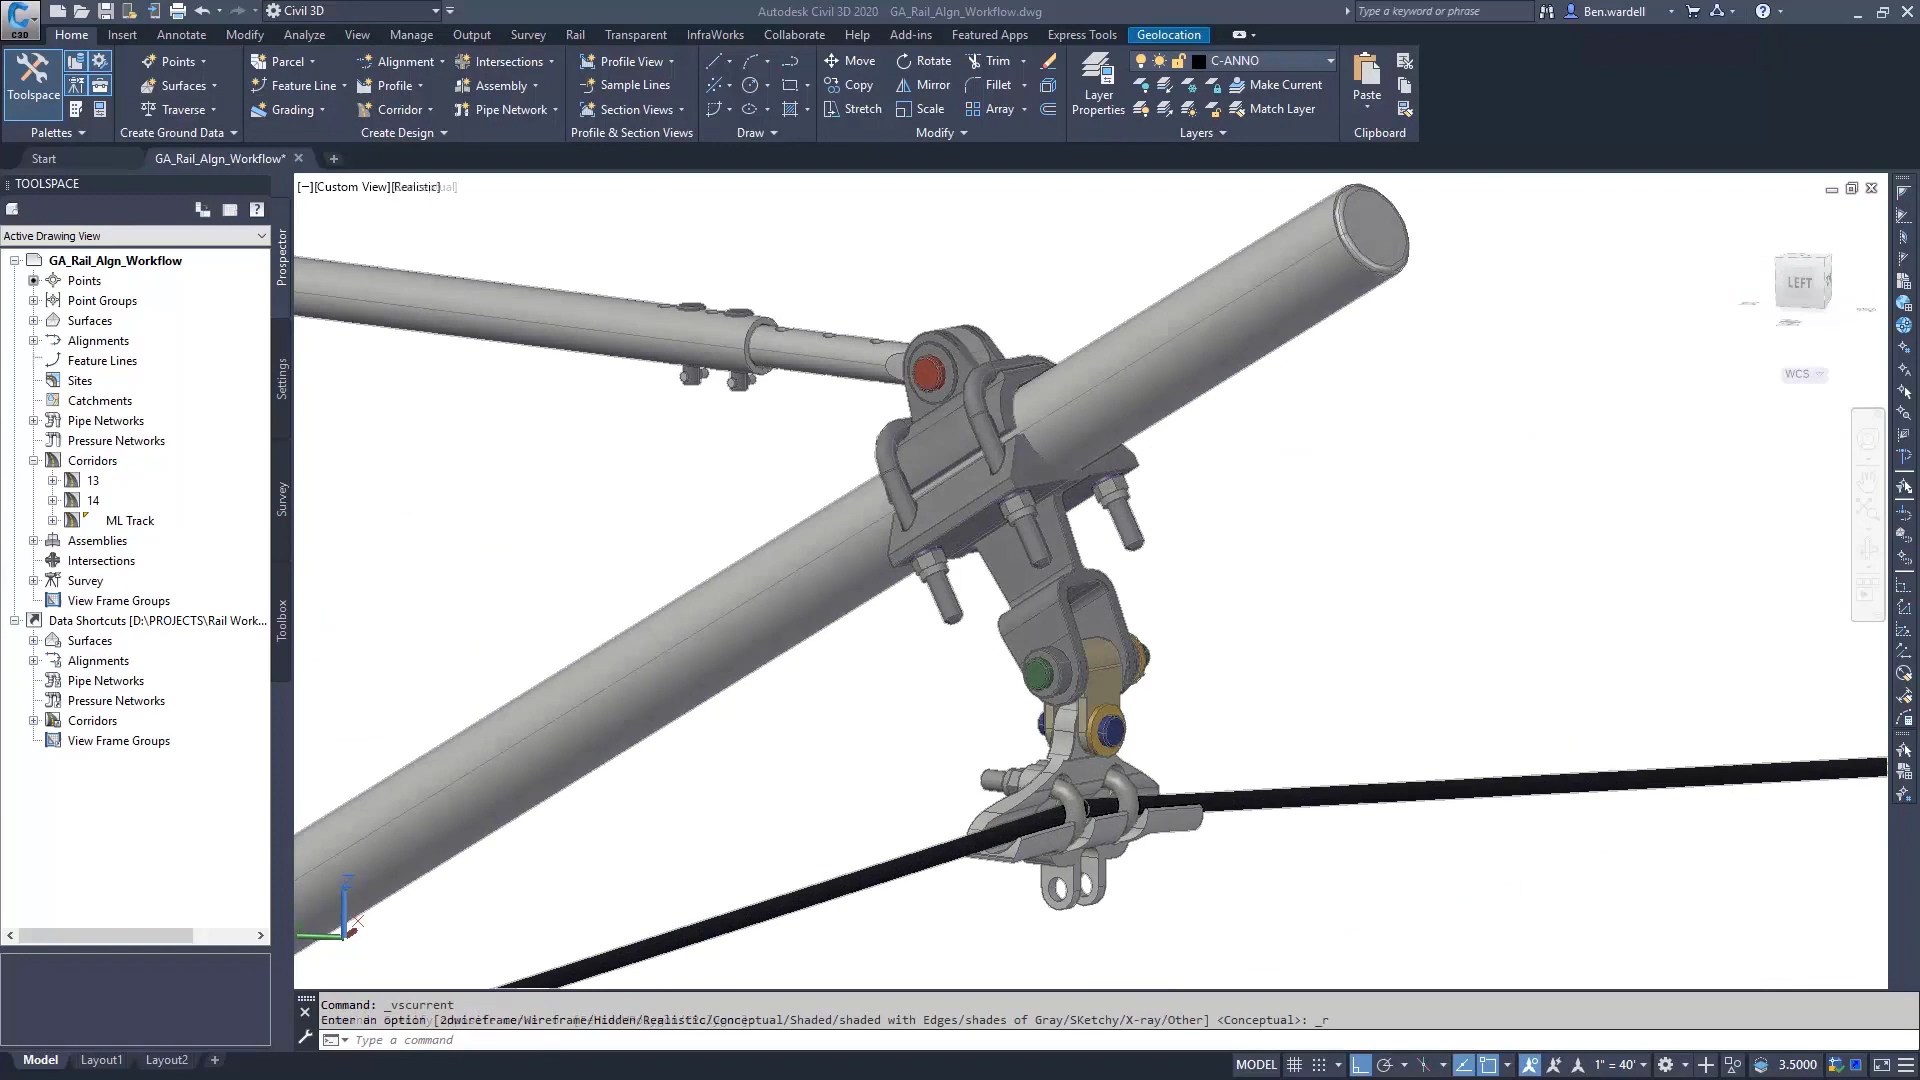 C3D
Civil 3D
Autodesk Civil 3D 2020 GA_Rail_Algn_Workflow.dwg
Type a keyword or phrase
Ben.wardell
Home Insert Annotate Modify Analyze View Manage Output Survey Rail Transparent InfraWorks Collaborate Help Add-ins Featured Apps Express Tools Geolocation
Toolspace
Palettes
Points
Surfaces
Traverse
Create Ground Data
Parcel
Feature Line
Grading
Alignment
Profile
Corridor
Intersections
Assembly
Pipe Network
Create Design
Profile View
Sample Lines
Section Views
Profile & Section Views
Draw
Move
Copy
Stretch
Rotate
Mirror
Scale
Trim
Fillet
Array
Modify
Layer
Properties
C-ANNO
Make Current
Match Layer
Layers
Paste
Clipboard
Start
GA_Rail_Algn_Workflow*
TOOLSPACE
Active Drawing View
GA_Rail_Algn_Workflow
Points
Point Groups
Surfaces
Alignments
Feature Lines
Sites
Catchments
Pipe Networks
Pressure Networks
Corridors
13
14
ML Track
Assemblies
Intersections
Survey
View Frame Groups
Data Shortcuts [D:\PROJECTS\Rail Work...
Surfaces
Alignments
Pipe Networks
Pressure Networks
Corridors
View Frame Groups
Prospector
Settings
Survey
Toolbox
[−][Custom View][Realistic]
LEFT
WCS
Command: _vscurrent
Enter an option [2dwireframe/Wireframe/Hidden/Realistic/Conceptual/Shaded/shaded with Edges/shades of Gray/SKetchy/X-ray/Other] <Conceptual>: _r
Type a command
Model Layout1 Layout2
MODEL
1" = 40'
3.5000